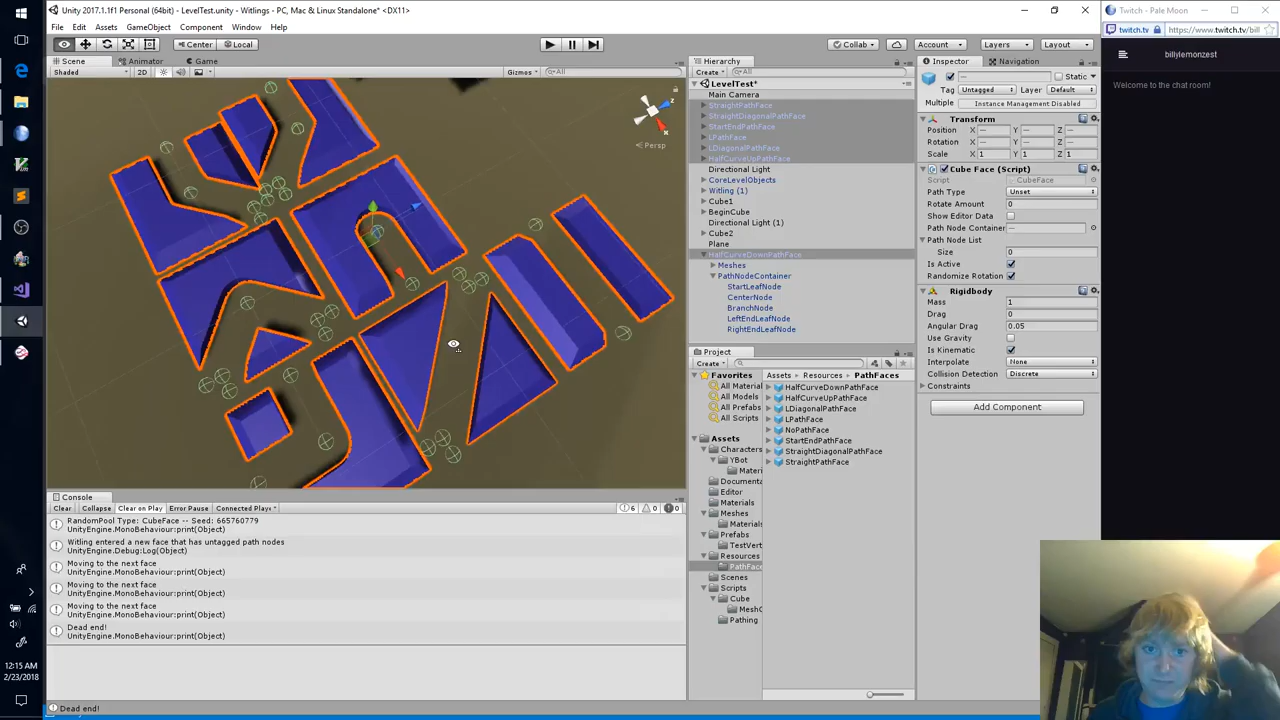 Unity 2017.1.1f1 Personal (64bit) - LevelTest.unity - Witlings - PC, Mac & Linux Standalone* <DX11>
Twitch - Pale Moon
File Edit Assets GameObject Component Window Help
twitch.tv https://www.twitch.tv/bill
Center Local
Collab Account Layers Layout
billylemonzest
Scene Animator Game
Hierarchy
Inspector Navigation
Shaded 2D Gizmos All
Create All
Static
Tag Untagged Layer Default
Multiple Instance Management Disabled
Welcome to the chat room!
LevelTest*
Main Camera
StraightPathFace
StraightDiagonalPathFace
StartEndPathFace
LPathFace
LDiagonalPathFace
HalfCurveUpPathFace
Directional Light
CoreLevelObjects
Witling (1)
Cube1
BeginCube
Directional Light (1)
Cube2
Plane
HalfCurveDownPathFace
Meshes
PathNodeContainer
StartLeafNode
CenterNode
BranchNode
LeftEndLeafNode
RightEndLeafNode
z
x
Persp
Transform
Position X — Y — Z —
Rotation X — Y — Z —
Scale X 1 Y 1 Z 1
Cube Face (Script)
Script CubeFace
Path Type Unset
Rotate Amount 0
Show Editor Data
Path Node Container —
Path Node List
Size 0
Is Active
Randomize Rotation
Rigidbody
Mass 1
Drag 0
Angular Drag 0.05
Use Gravity
Is Kinematic
Interpolate None
Collision Detection Discrete
Constraints
Add Component
Project
Create
Favorites
All Material
All Models
All Prefabs
All Scripts
Assets
Characters
YBot
Materi
Documenta
Editor
Materials
Meshes
Materials
Prefabs
TestVert
Resources
PathFace
Scenes
Scripts
Cube
MeshC
Pathing
Assets Resources PathFaces
HalfCurveDownPathFace
HalfCurveUpPathFace
LDiagonalPathFace
LPathFace
NoPathFace
StartEndPathFace
StraightDiagonalPathFace
StraightPathFace
Console
Clear Collapse Clear on Play Error Pause Connected Playe
6 0 0
RandomPool Type: CubeFace -- Seed: 665760779
UnityEngine.MonoBehaviour:print(Object)
Witling entered a new face that has untagged path nodes
UnityEngine.Debug:Log(Object)
Moving to the next face
UnityEngine.MonoBehaviour:print(Object)
Moving to the next face
UnityEngine.MonoBehaviour:print(Object)
Moving to the next face
UnityEngine.MonoBehaviour:print(Object)
Dead end!
UnityEngine.MonoBehaviour:print(Object)
Dead end!
12:15 AM
2/23/2018